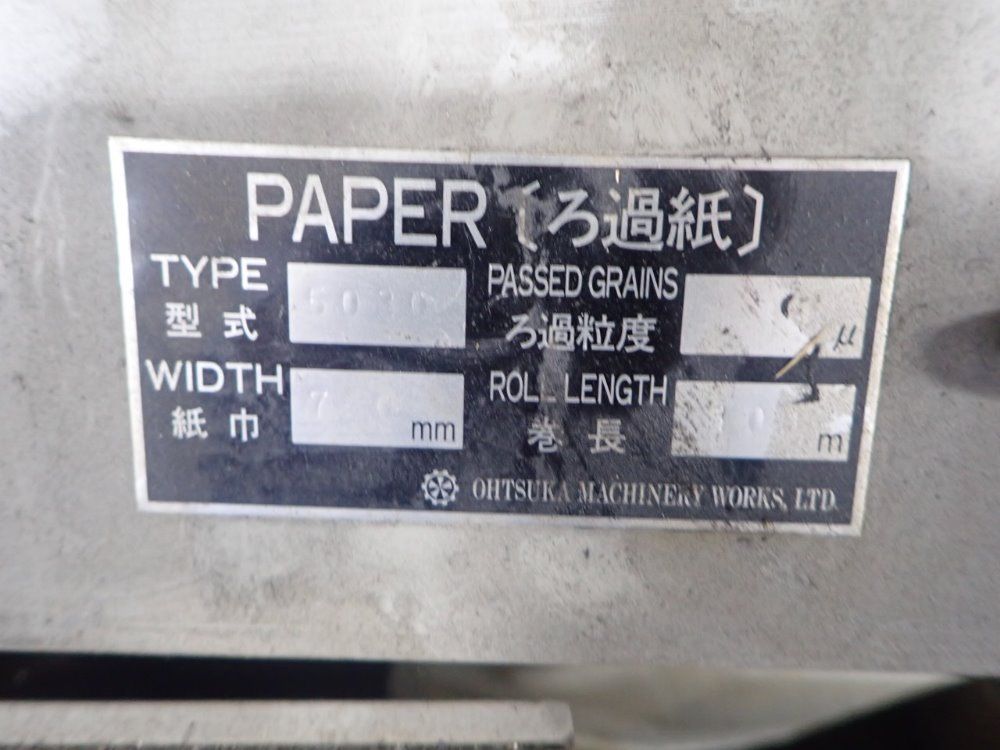 PAPER〔ろ過紙〕
TYPE
型式
PASSED GRAINS
ろ過粒度
μ
WIDTH
紙巾
mm
ROLL LENGTH
巻長
m
OHTSUKA MACHINERY WORKS, LTD.